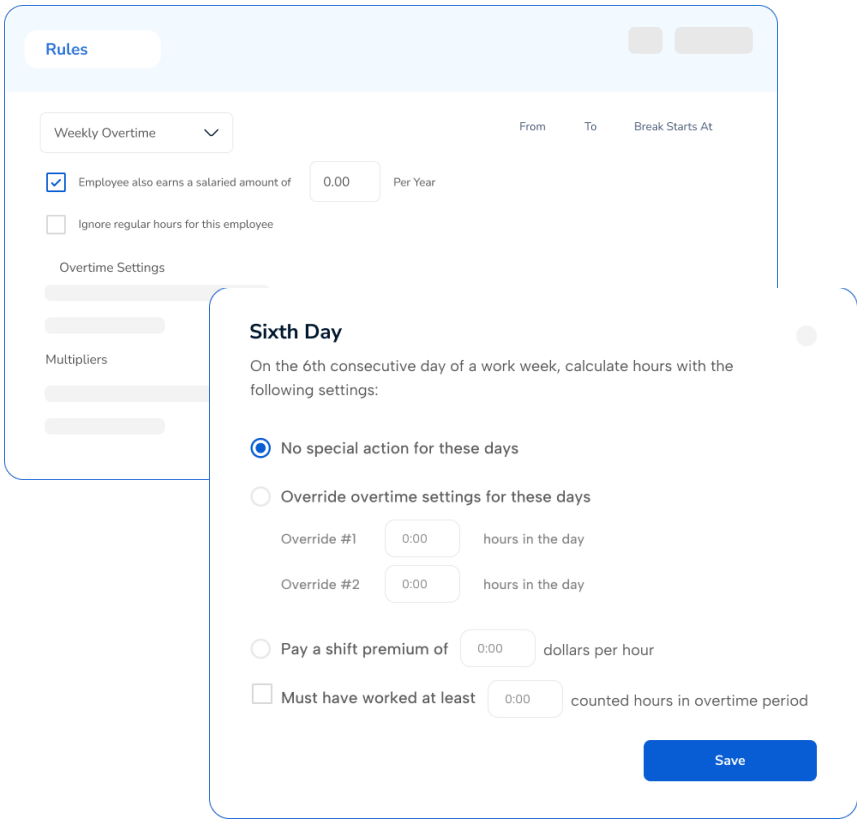 Rules
Weekly Overtime
From To Break Starts At
Employee also earns a salaried amount of 0.00 Per Year
Ignore regular hours for this employee
Overtime Settings
Multipliers
Sixth Day
On the 6th consecutive day of a work week, calculate hours with the
following settings:
No special action for these days
Override overtime settings for these days
Override #1 0:00 hours in the day
Override #2 0:00 hours in the day
Pay a shift premium of 0:00 dollars per hour
Must have worked at least 0:00 counted hours in overtime period
Save